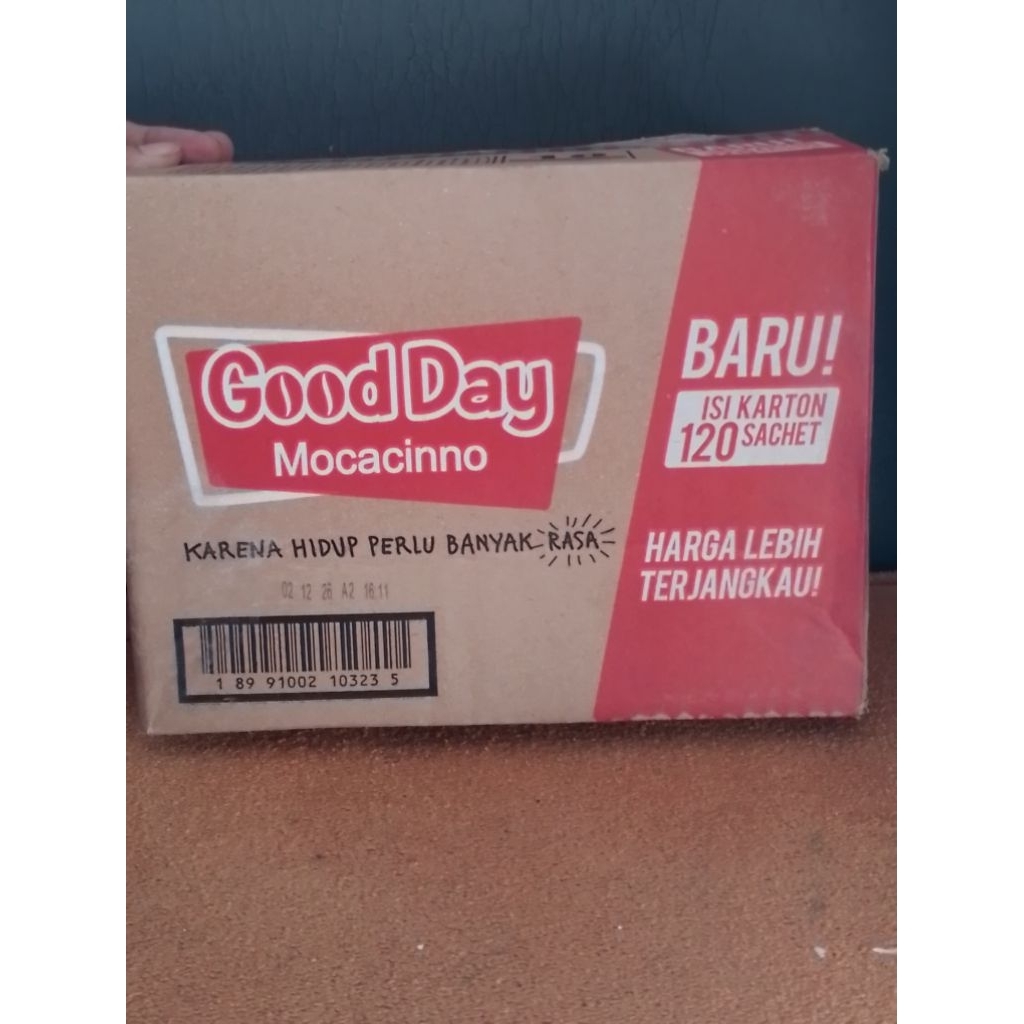 Good Day
Mocacinno
KARENA HIDUP PERLU BANYAK RASA
02 12 26 A2 16:11
1 89 91002 10323 5
BARU!
ISI KARTON
120 SACHET
HARGA LEBIH
TERJANGKAU!